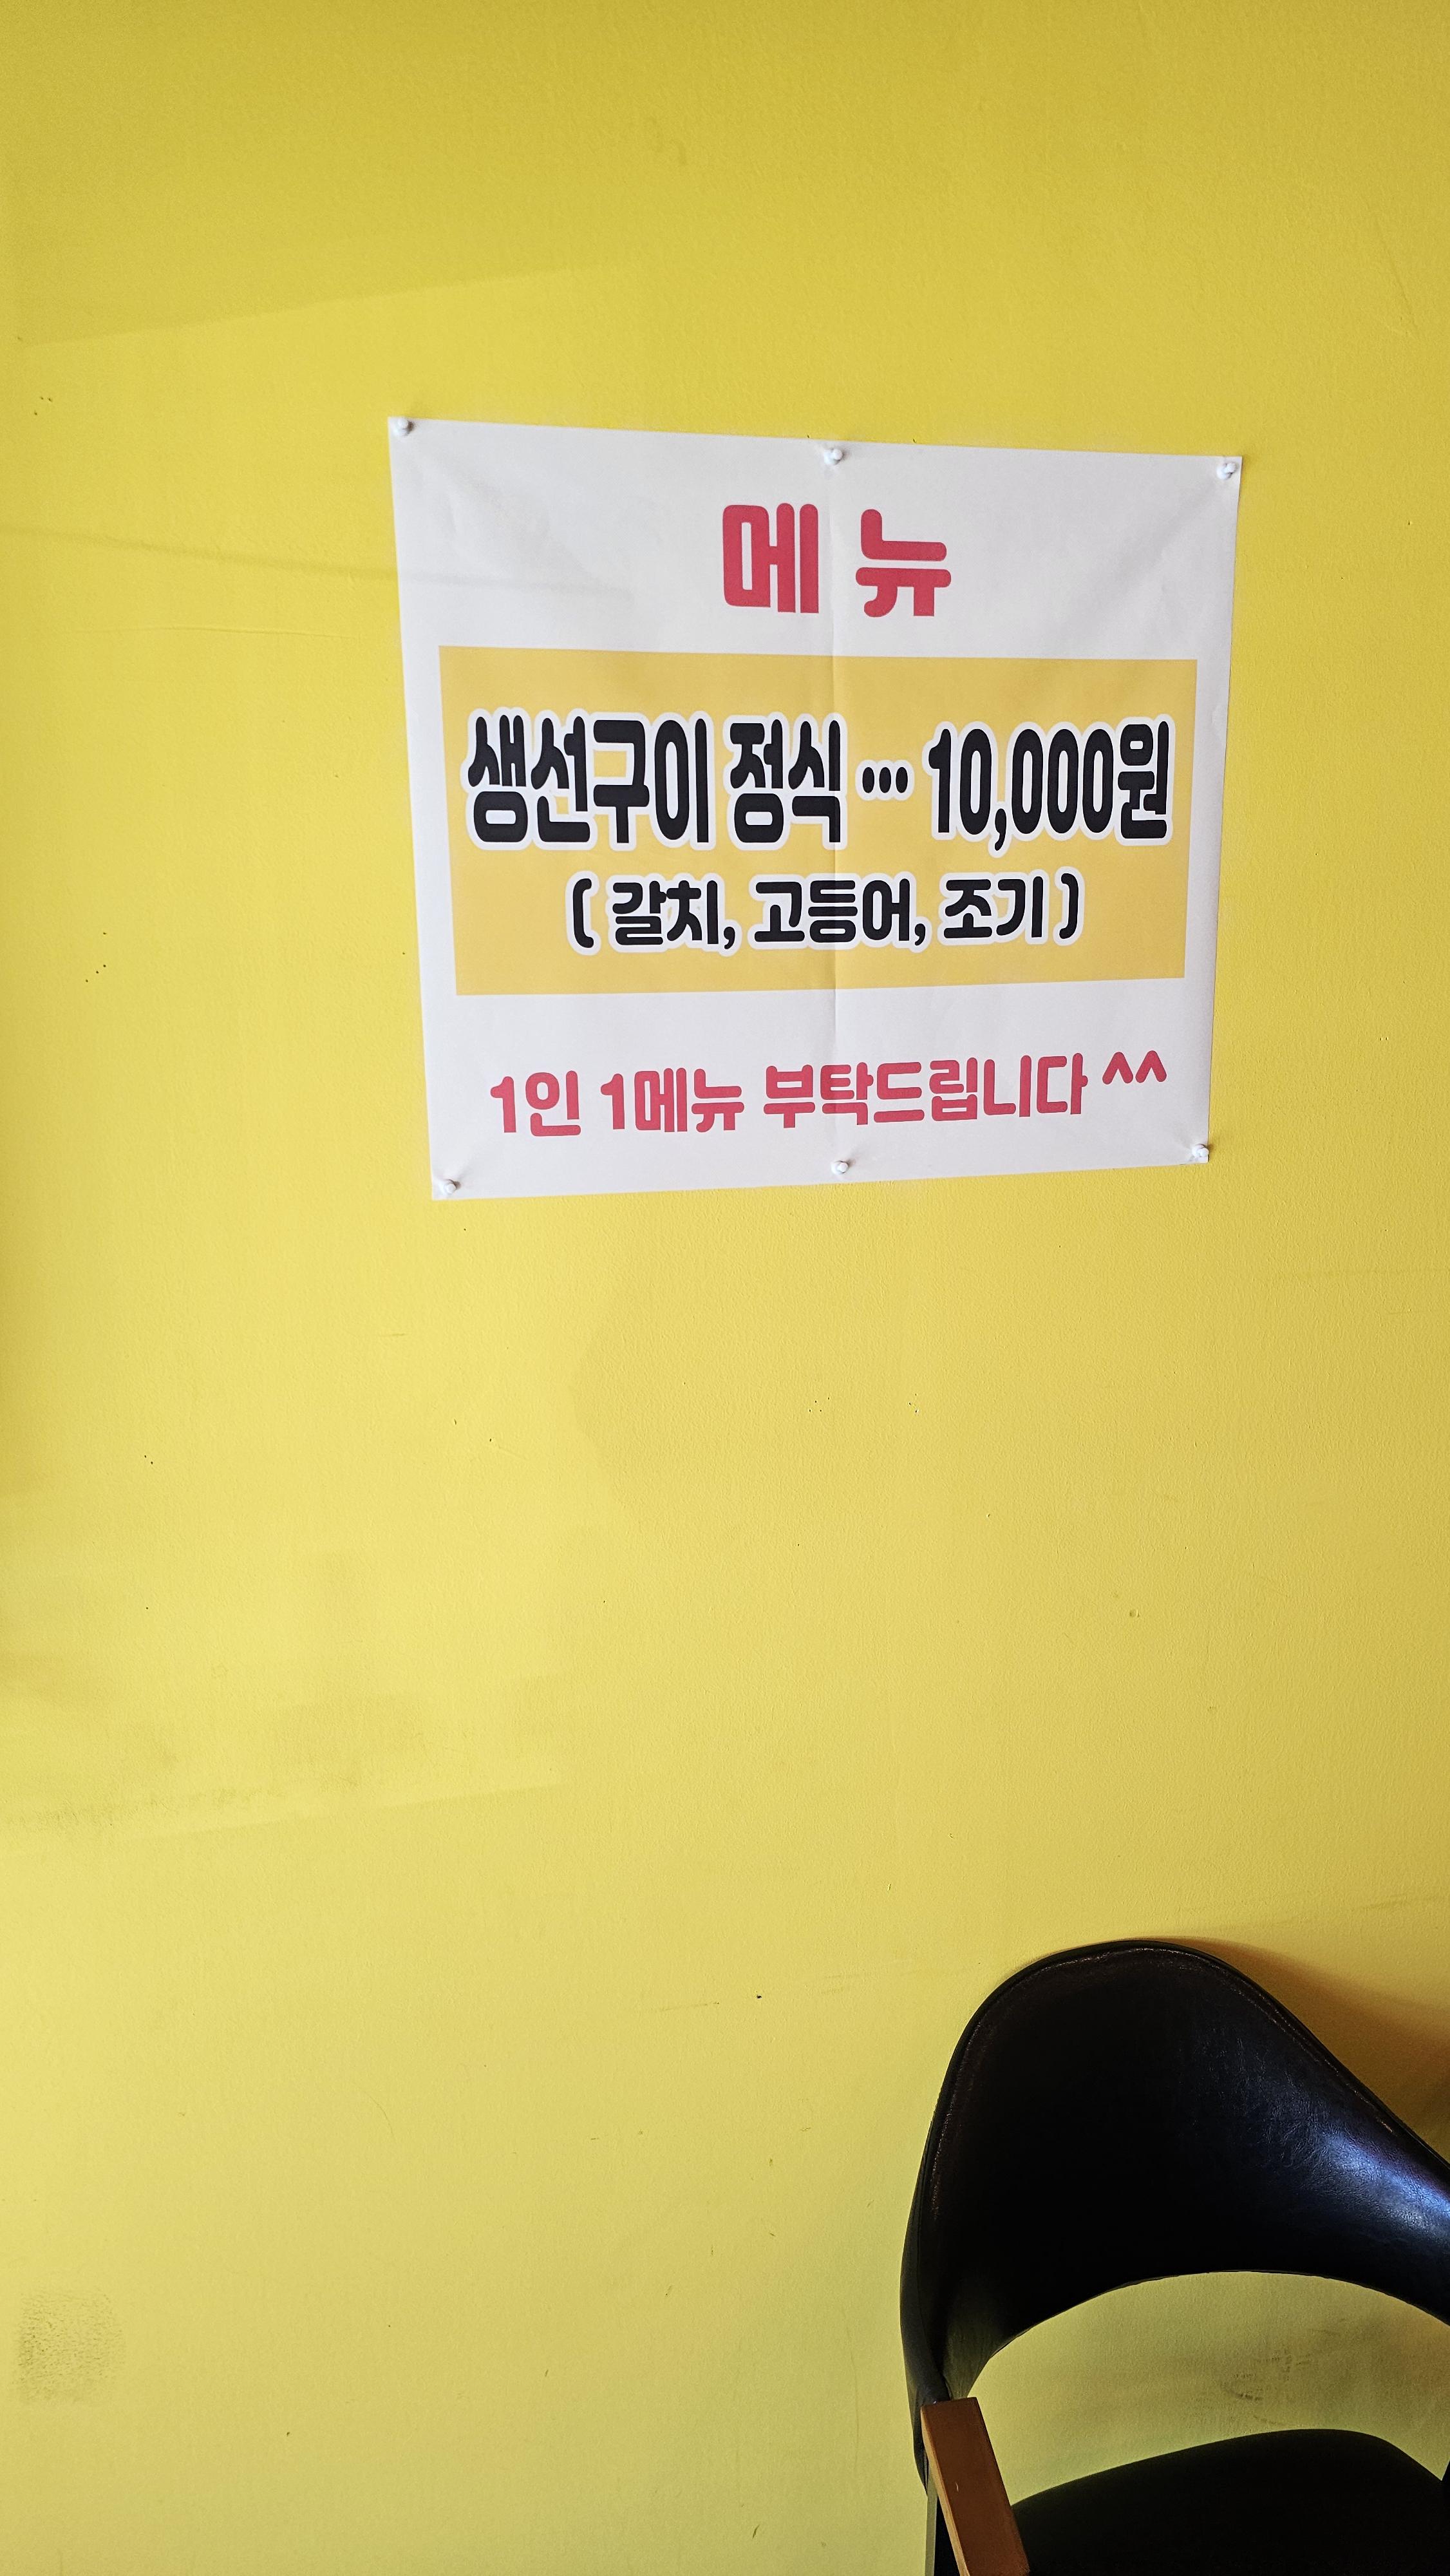 메뉴
생선구이 정식 ··· 10,000원
( 갈치, 고등어, 조기 )
1인 1메뉴 부탁드립니다 ^^